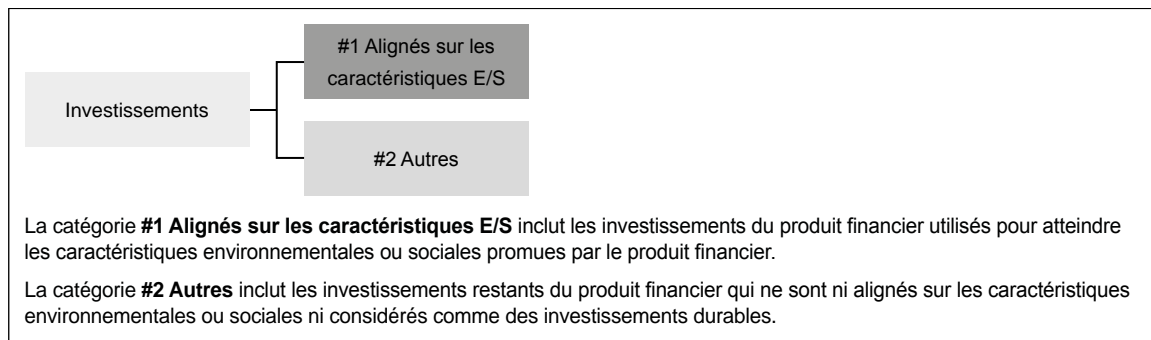 #1 Alignés sur les
caractéristiques E/S
Investissements
#2 Autres
La catégorie #1 Alignés sur les caractéristiques E/S inclut les investissements du produit financier utilisés pour atteindre
les caractéristiques environnementales ou sociales promues par le produit financier.
La catégorie #2 Autres inclut les investissements restants du produit financier qui ne sont ni alignés sur les caractéristiques
environnementales ou sociales ni considérés comme des investissements durables.